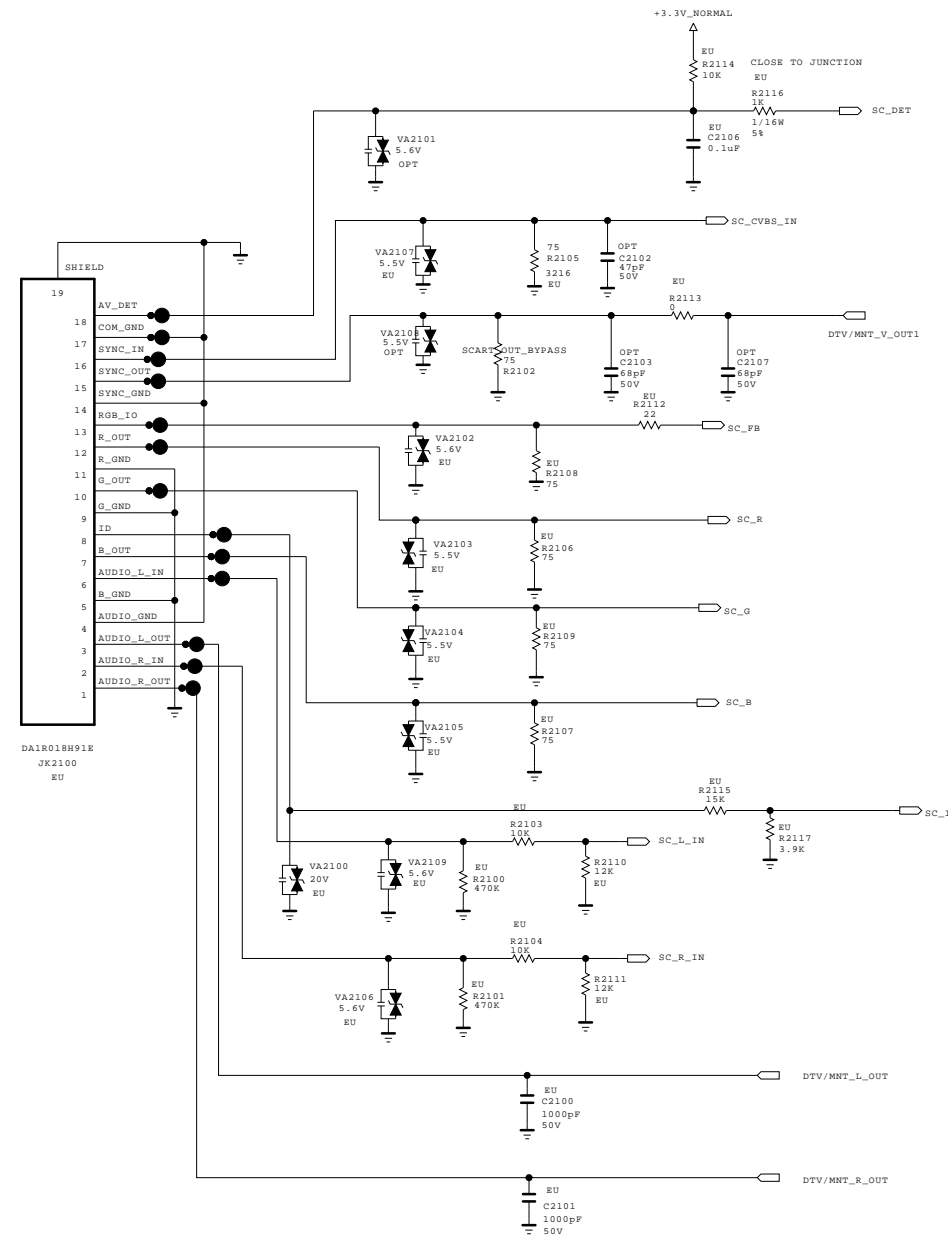 +3.3V_NORMAL
EU
R2114
10K
CLOSE TO JUNCTION
EU
R2116
1K
1/16W
5%
SC_DET
VA2101
5.6V
OPT
EU
C2106
0.1uF
SC_CVBS_IN
VA2107
5.5V
EU
75
R2105
3216
EU
OPT
C2102
47pF
50V
EU
R2113
0
DTV/MNT_V_OUT1
VA2108
5.5V
OPT
SCART_OUT_BYPASS
75
R2102
OPT
C2103
68pF
50V
OPT
C2107
68pF
50V
SHIELD
19
AV_DET
18
COM_GND
17
SYNC_IN
16
SYNC_OUT
15
SYNC_GND
14
RGB_IO
13
R_OUT
12
R_GND
11
G_OUT
10
G_GND
9
ID
8
B_OUT
7
AUDIO_L_IN
6
B_GND
5
AUDIO_GND
4
AUDIO_L_OUT
3
AUDIO_R_IN
2
AUDIO_R_OUT
1
DA1R018H91E
JK2100
EU
EU
R2112
22
SC_FB
VA2102
5.6V
EU
EU
R2108
75
SC_R
VA2103
5.5V
EU
EU
R2106
75
SC_G
VA2104
5.5V
EU
EU
R2109
75
SC_B
VA2105
5.5V
EU
EU
R2107
75
EU
R2115
15K
EU
R2117
3.9K
EU
R2103
10K
SC_L_IN
VA2100
20V
EU
VA2109
5.6V
EU
EU
R2100
470K
R2110
12K
EU
EU
R2104
10K
SC_R_IN
VA2106
5.6V
EU
EU
R2101
470K
R2111
12K
EU
DTV/MNT_L_OUT
EU
C2100
1000pF
50V
DTV/MNT_R_OUT
EU
C2101
1000pF
50V